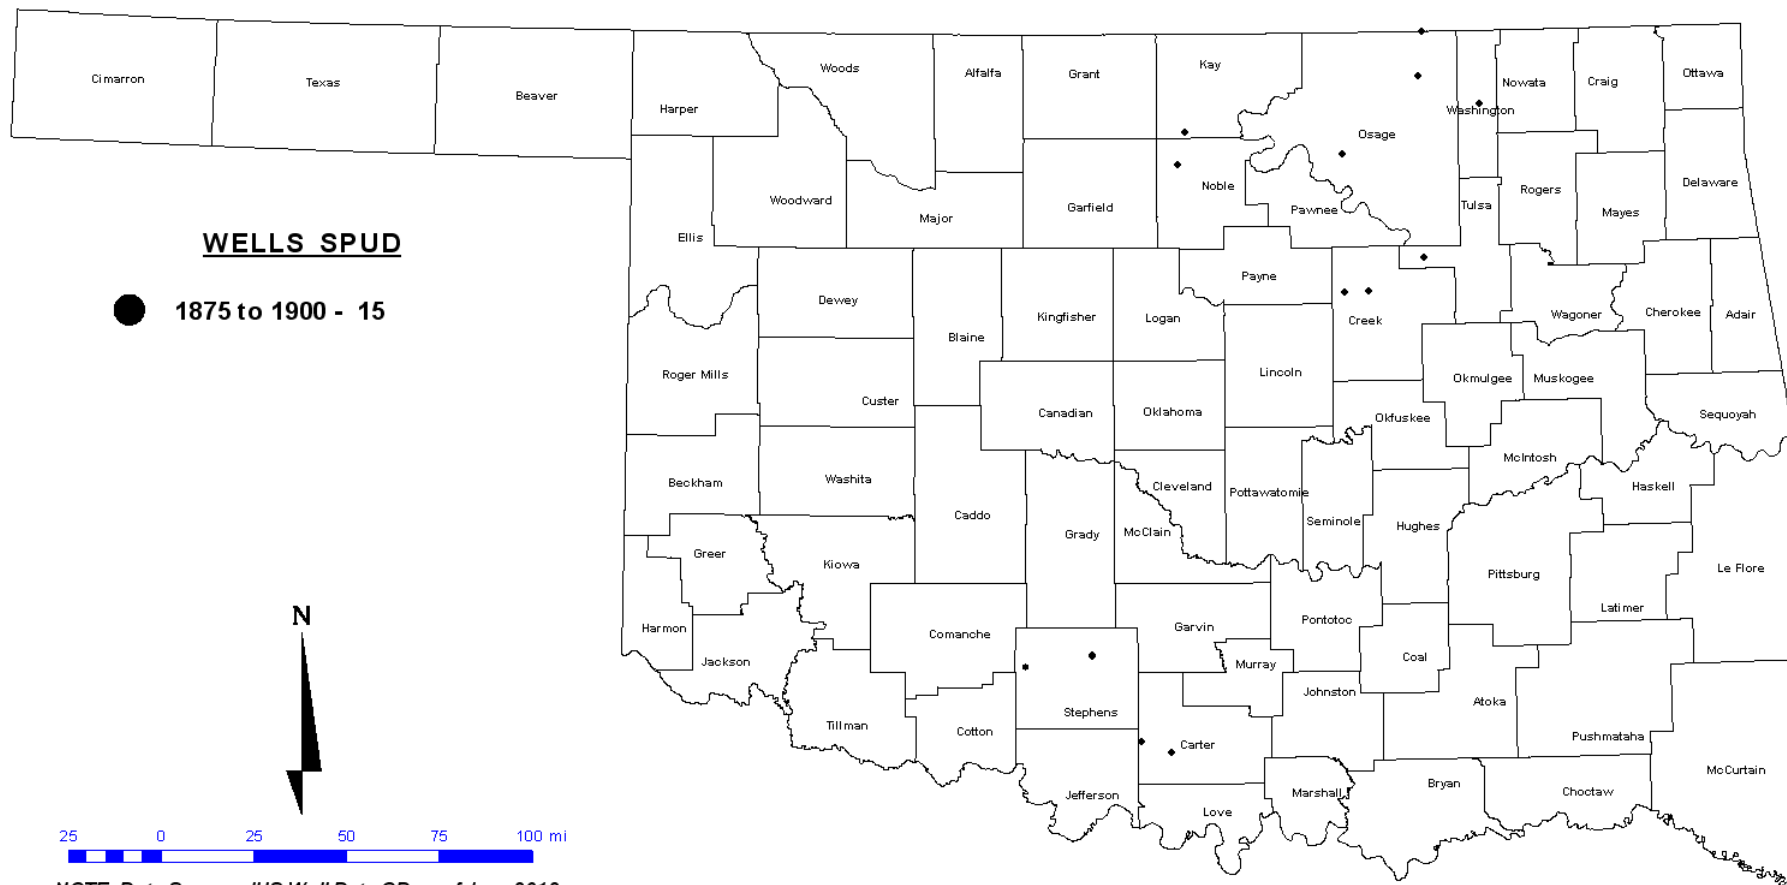 Cimarron
Texas
Beaver
Harper
Woods
Alfalfa
Grant
Kay
Osage
Washington
Nowata
Craig
Ottawa
Ellis
Woodward
Major
Garfield
Noble
Pawnee
Tulsa
Rogers
Mayes
Delaware
WELLS SPUD
1875 to 1900 - 15
Dewey
Blaine
Kingfisher
Logan
Payne
Creek
Wagoner
Cherokee
Adair
Roger Mills
Custer
Canadian
Oklahoma
Lincoln
Okfuskee
Okmulgee
Muskogee
Sequoyah
Beckham
Washita
Caddo
Grady
McClain
Cleveland
Pottawatomie
Seminole
Hughes
McIntosh
Haskell
Greer
Kiowa
Pittsburg
Latimer
Le Flore
Harmon
Jackson
Comanche
Stephens
Garvin
Murray
Pontotoc
Coal
Johnston
Atoka
Pushmataha
McCurtain
Tillman
Cotton
Jefferson
Carter
Love
Marshall
Bryan
Choctaw
N
25 0 25 50 75 100 mi